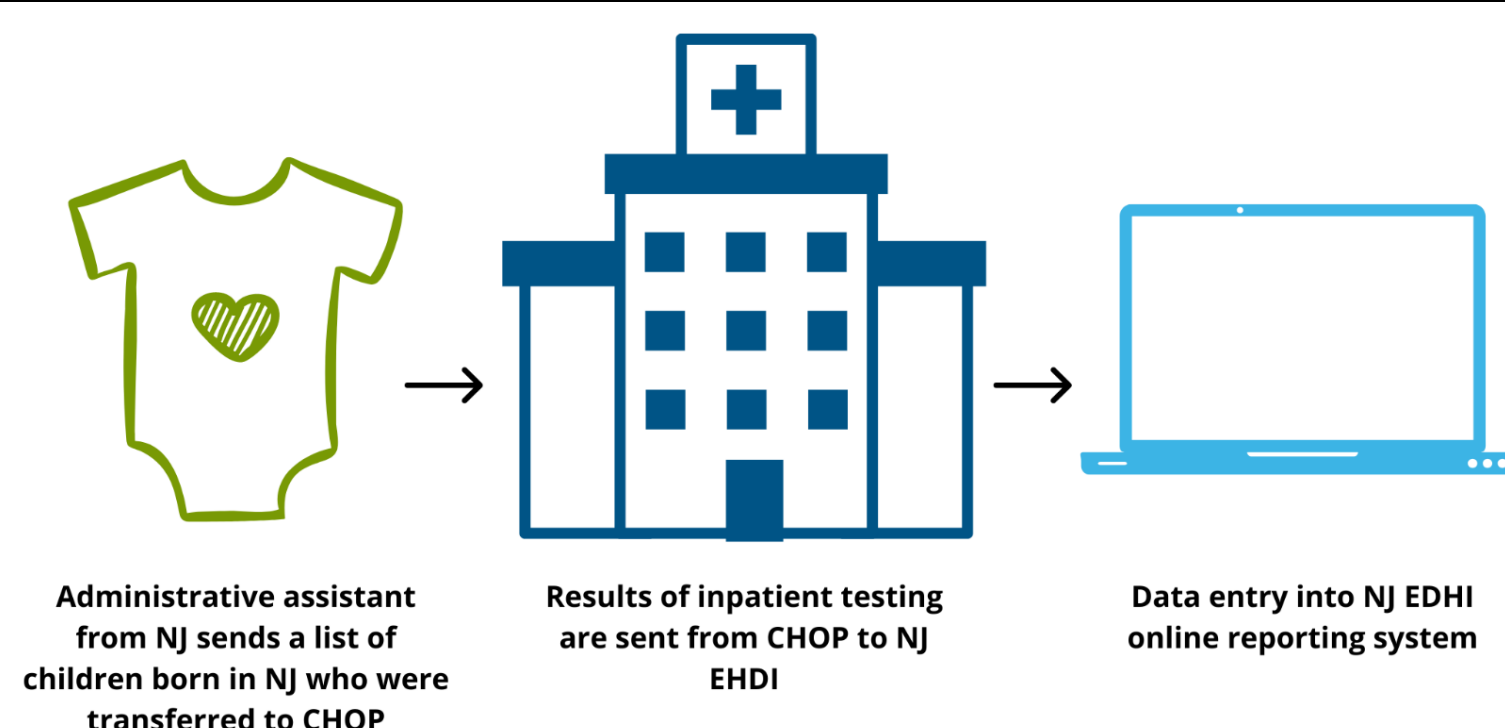 Administrative assistant
from NJ sends a list of
children born in NJ who were
transferred to CHOP
Results of inpatient testing
are sent from CHOP to NJ
EHDI
Data entry into NJ EDHI
online reporting system